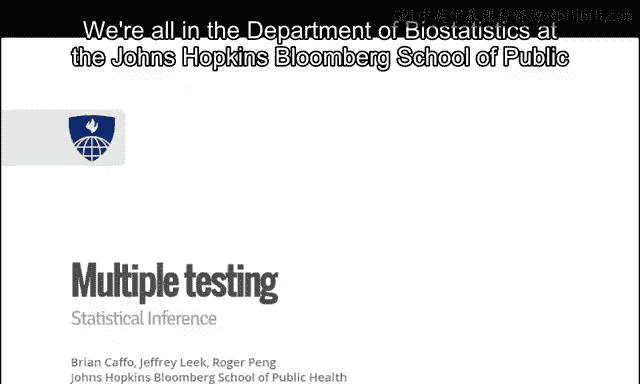 We're all in the Department of Biostatistics at
the Johns Hopkins Bloomberg School of Public
Multiple testing
Statistical Inference
Brian Caffo, Jeffrey Leek, Roger Peng
Johns Hopkins Bloomberg School of Public Health